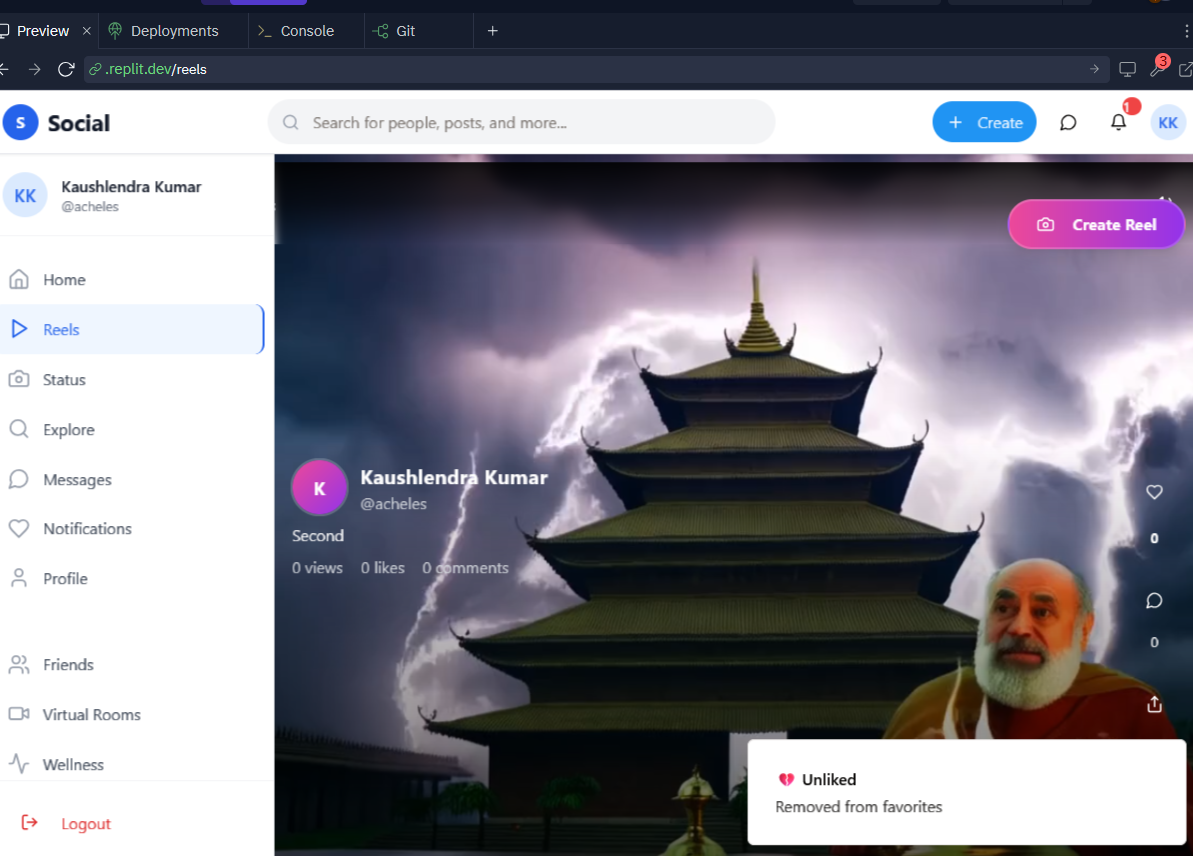 Preview
Deployments
Console
Git
.replit.dev/reels
3
S
Social
Search for people, posts, and more...
Create
1
KK
KK
Kaushlendra Kumar
@acheles
Create Reel
Home
Reels
Status
Explore
Messages
Notifications
Profile
Friends
Virtual Rooms
Wellness
Logout
K
Kaushlendra Kumar
@acheles
Second
0 views 0 likes 0 comments
0
0
💔 Unliked
Removed from favorites